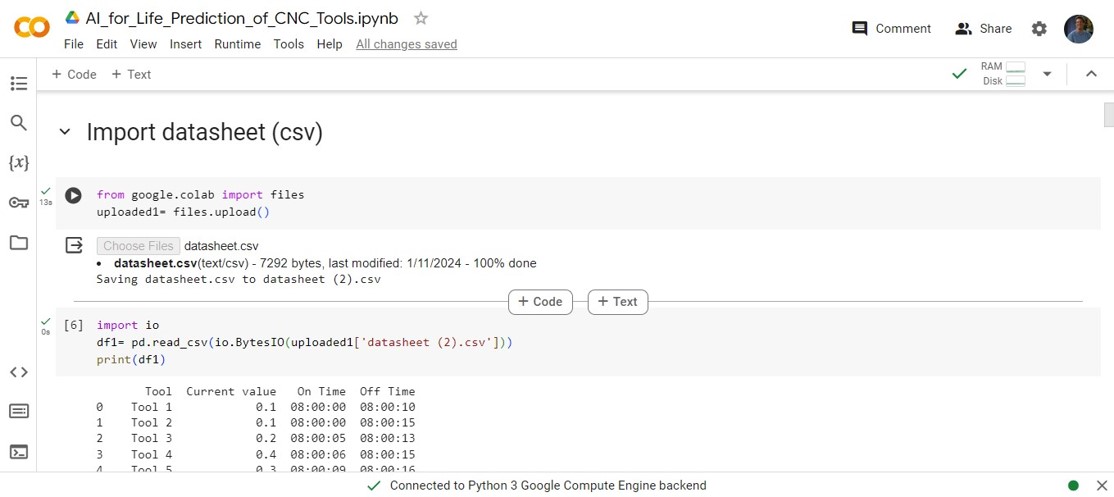 AI_for_Life_Prediction_of_CNC_Tools.ipynb
File Edit View Insert Runtime Tools Help All changes saved
Comment Share
+ Code + Text
RAM
Disk
Import datasheet (csv)
{x}
13s
from google.colab import files
uploaded1= files.upload()
Choose Files datasheet.csv
• datasheet.csv(text/csv) - 7292 bytes, last modified: 1/11/2024 - 100% done
Saving datasheet.csv to datasheet (2).csv
+ Code + Text
0s
[6] import io
df1= pd.read_csv(io.BytesIO(uploaded1['datasheet (2).csv']))
print(df1)
Tool Current value On Time Off Time
0 Tool 1 0.1 08:00:00 08:00:10
1 Tool 2 0.1 08:00:00 08:00:15
2 Tool 3 0.2 08:00:05 08:00:13
3 Tool 4 0.4 08:00:06 08:00:15
4 Tool 5 0.3 08:00:09 08:00:16
Connected to Python 3 Google Compute Engine backend